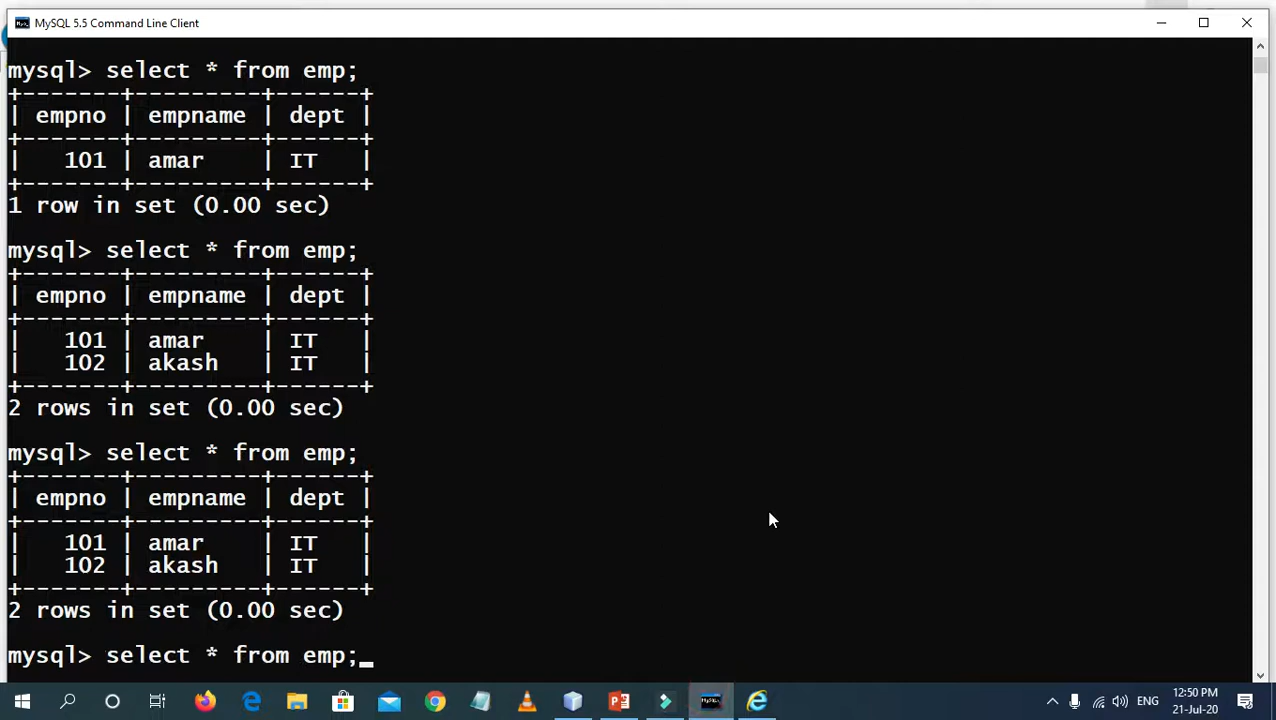 MySQL 5.5 Command Line Client
mysql> select * from emp;
+-------+---------+------+
| empno | empname | dept |
+-------+---------+------+
|   101 | amar    | IT   |
+-------+---------+------+
1 row in set (0.00 sec)
mysql> select * from emp;
+-------+---------+------+
| empno | empname | dept |
+-------+---------+------+
|   101 | amar    | IT   |
|   102 | akash   | IT   |
+-------+---------+------+
2 rows in set (0.00 sec)
mysql> select * from emp;
+-------+---------+------+
| empno | empname | dept |
+-------+---------+------+
|   101 | amar    | IT   |
|   102 | akash   | IT   |
+-------+---------+------+
2 rows in set (0.00 sec)
mysql> select * from emp;_
12:50 PM
21-Jul-20